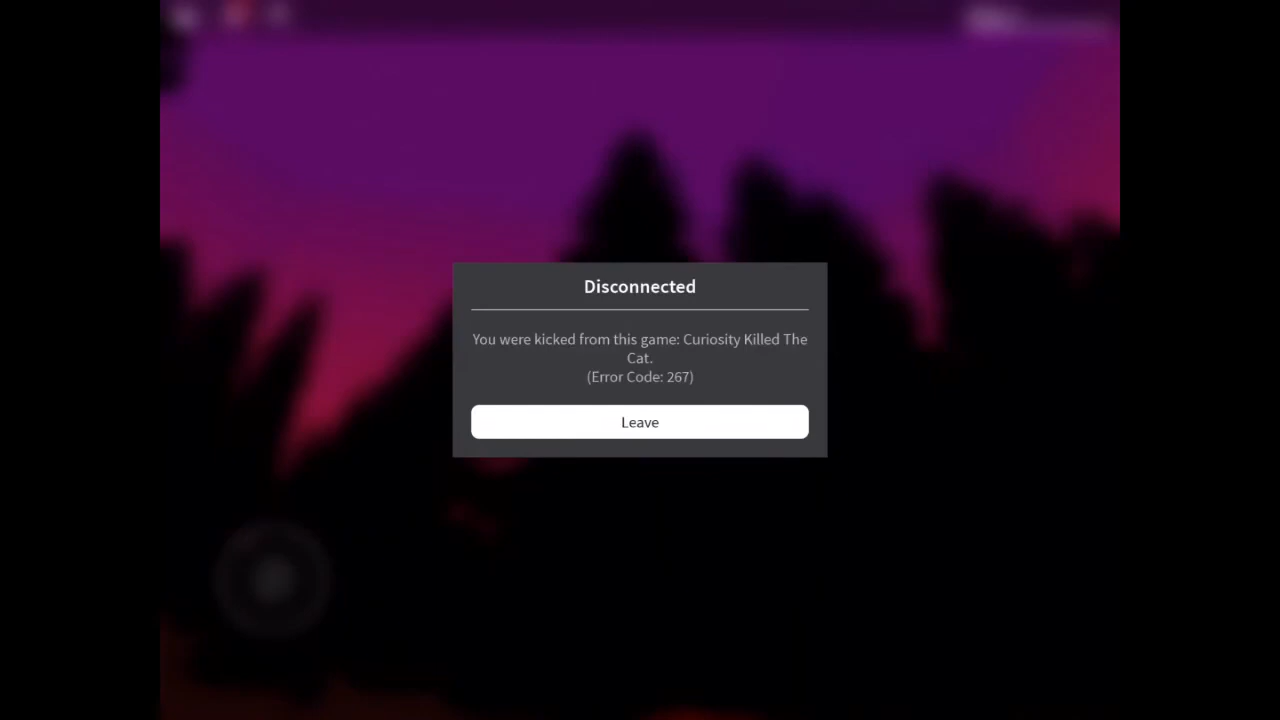 Disconnected
You were kicked from this game: Curiosity Killed The
Cat.
(Error Code: 267)
Leave